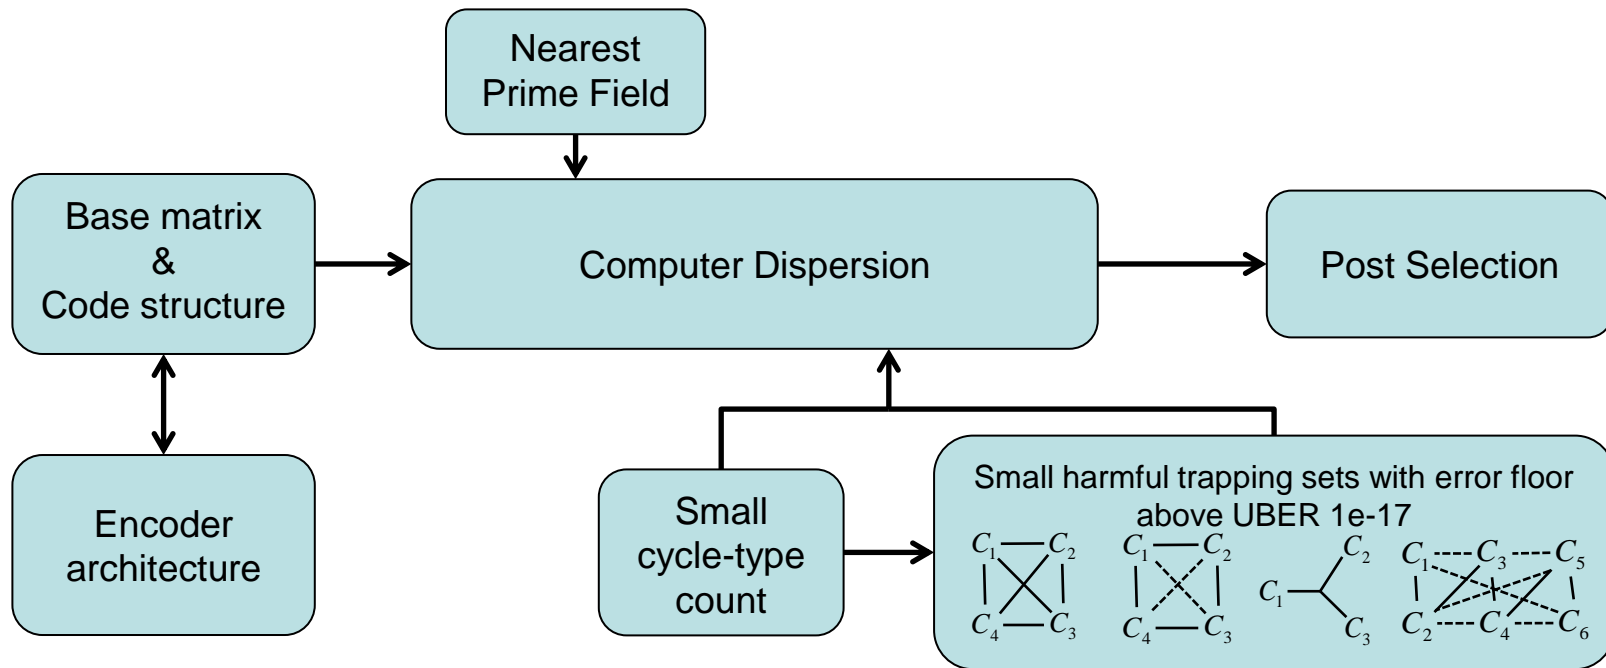 Nearest
Prime Field
Base matrix
&
Code structure
Computer Dispersion
Post Selection
Encoder
architecture
Small
cycle-type
count
Small harmful trapping sets with error floor
above UBER 1e-17
C1 C2
C4 C3
C1 C2
C4 C3
C2
C1
C3
C1 C3 C5
C2 C4 C6